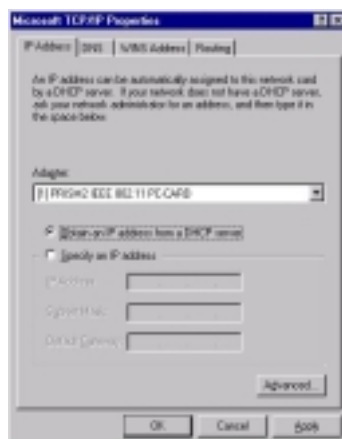 Microsoft TCP/IP Properties
IP Address DNS WINS Address Routing
An IP address can be automatically assigned to this network card
by a DHCP server. If your network does not have a DHCP server,
ask your network administrator for an address, and then type it in
the space below.
Adapter:
PRISM2 IEEE 802.11 PC-CARD
Obtain an IP address from a DHCP server
Specify an IP address
IP Address:
Subnet Mask:
Default Gateway:
Advanced...
OK Cancel Apply